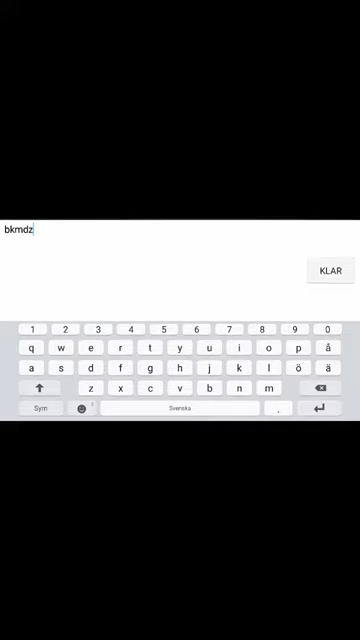 bkmdz
KLAR
1 2 3 4 5 6 7 8 9 0
q w e r t y u i o p å
a s d f g h j k l ö ä
z x c v b n m
Sym Svenska .